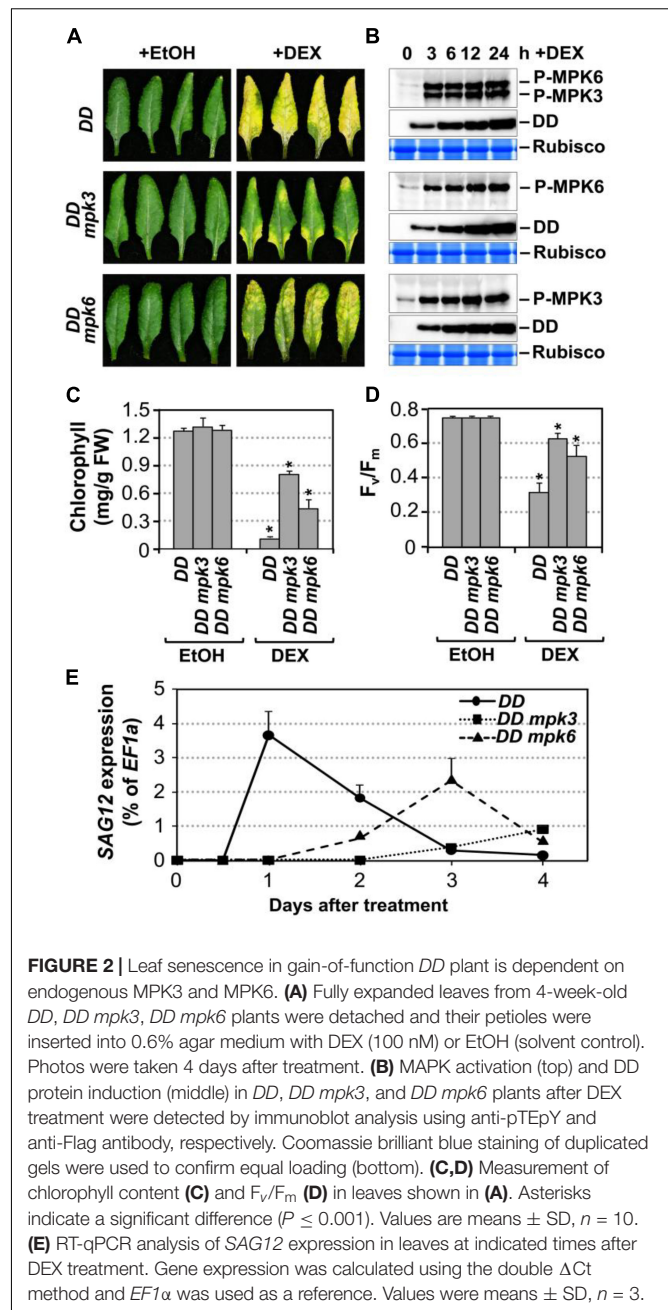 A
+EtOH +DEX
DD
DD mpk3
DD mpk6
B
0 3 6 12 24 h +DEX
P-MPK6
P-MPK3
DD
Rubisco
P-MPK6
DD
Rubisco
P-MPK3
DD
Rubisco
C
Chlorophyll
(mg/g FW)
1.5
1.2
0.9
0.6
0.3
0
* * *
DD
DD mpk3
DD mpk6
DD
DD mpk3
DD mpk6
EtOH DEX
D
Fv/Fm
0.8
0.6
0.4
0.2
0
* * *
DD
DD mpk3
DD mpk6
DD
DD mpk3
DD mpk6
EtOH DEX
E
SAG12 expression
(% of EF1a)
5
4
3
2
1
0
DD
DD mpk3
DD mpk6
0 1 2 3 4
Days after treatment
FIGURE 2 | Leaf senescence in gain-of-function DD plant is dependent on
endogenous MPK3 and MPK6. (A) Fully expanded leaves from 4-week-old
DD, DD mpk3, DD mpk6 plants were detached and their petioles were
inserted into 0.6% agar medium with DEX (100 nM) or EtOH (solvent control).
Photos were taken 4 days after treatment. (B) MAPK activation (top) and DD
protein induction (middle) in DD, DD mpk3, and DD mpk6 plants after DEX
treatment were detected by immunoblot analysis using anti-pTEpY and
anti-Flag antibody, respectively. Coomassie brilliant blue staining of duplicated
gels were used to confirm equal loading (bottom). (C,D) Measurement of
chlorophyll content (C) and Fv/Fm (D) in leaves shown in (A). Asterisks
indicate a significant difference (P ≤ 0.001). Values are means ± SD, n = 10.
(E) RT-qPCR analysis of SAG12 expression in leaves at indicated times after
DEX treatment. Gene expression was calculated using the double ΔCt
method and EF1α was used as a reference. Values were means ± SD, n = 3.